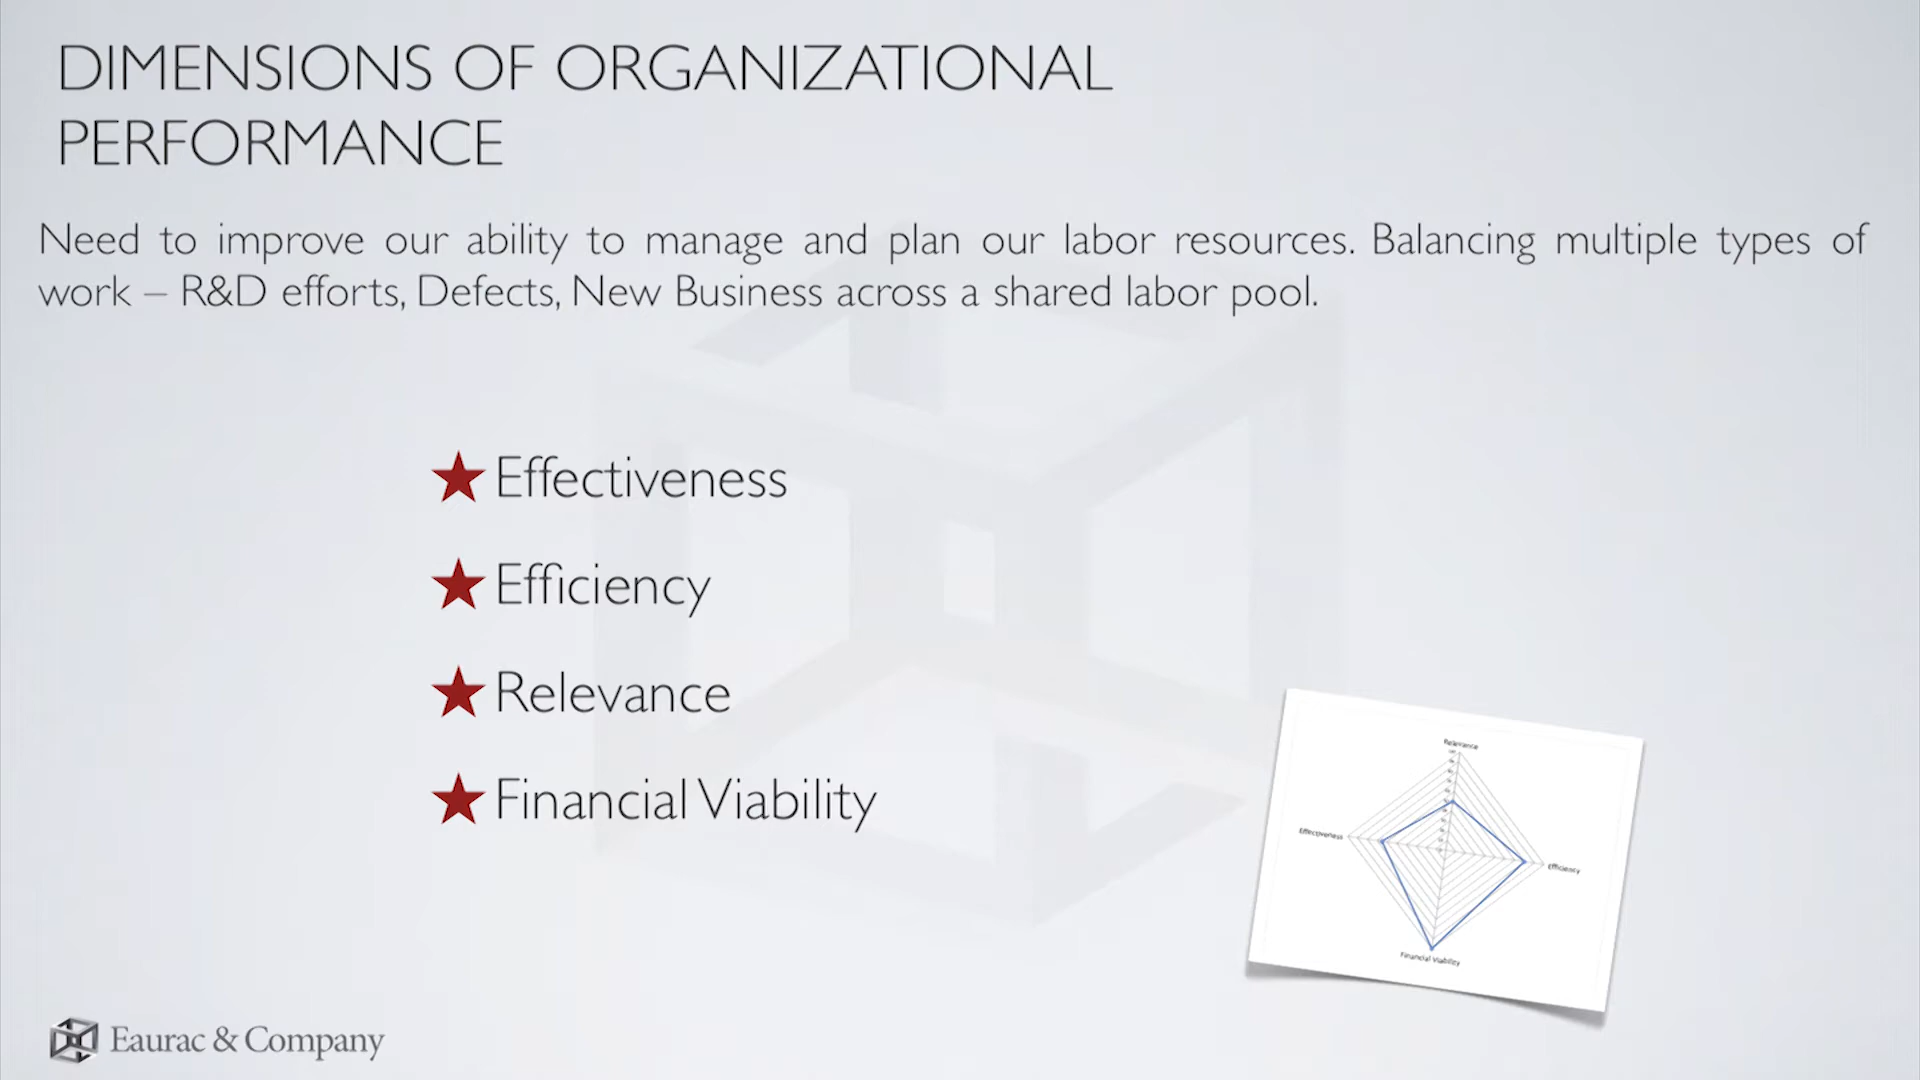 DIMENSIONS OF ORGANIZATIONAL
PERFORMANCE
Need to improve our ability to manage and plan our labor resources. Balancing multiple types of
work – R&D efforts, Defects, New Business across a shared labor pool.
★ Effectiveness
★ Efficiency
★ Relevance
★ Financial Viability
Relevance
Effectiveness
Efficiency
Financial Viability
Eaurac & Company